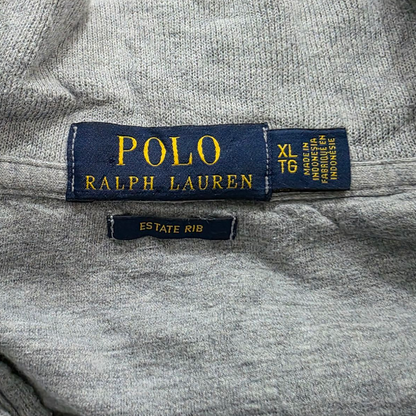 POLO
RALPH LAUREN
XL
TG
MADE IN
INDONESIA
FABRIQUE EN
INDONESIE
ESTATE RIB